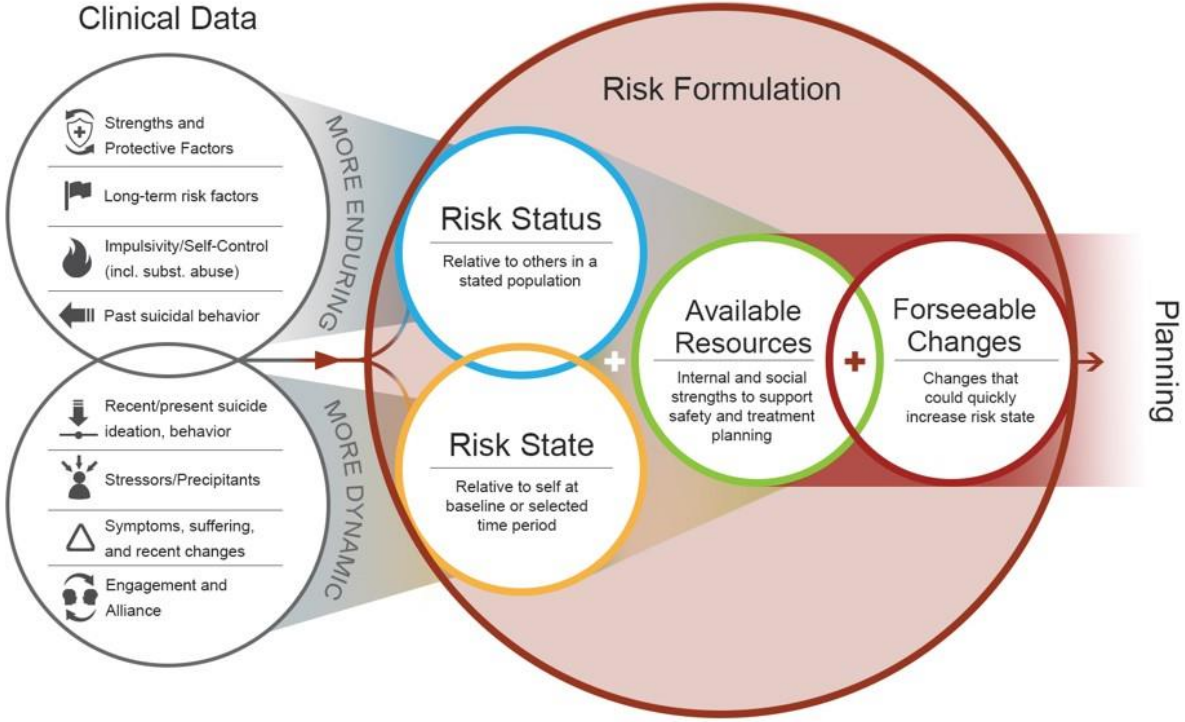 Clinical Data
Strengths and
Protective Factors
Long-term risk factors
Impulsivity/Self-Control
(incl. subst. abuse)
Past suicidal behavior
MORE ENDURING
Recent/present suicide
ideation, behavior
Stressors/Precipitants
Symptoms, suffering,
and recent changes
Engagement and
Alliance
MORE DYNAMIC
Risk Formulation
Risk Status
Relative to others in a
stated population
Risk State
Relative to self at
baseline or selected
time period
Available
Resources
Internal and social
strengths to support
safety and treatment
planning
Forseeable
Changes
Changes that
could quickly
increase risk state
Planning